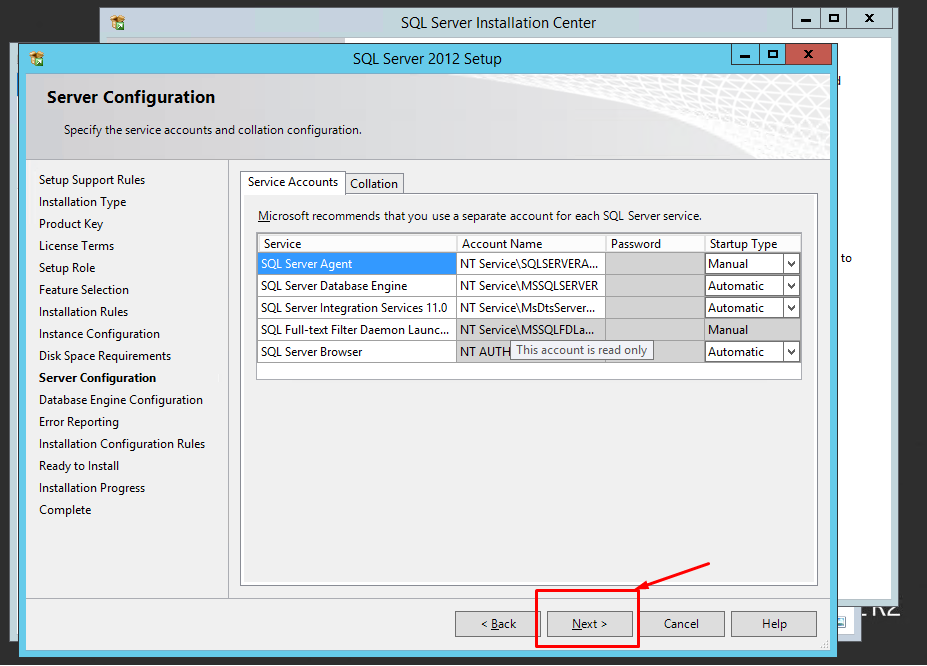 SQL Server Installation Center
SQL Server 2012 Setup
Server Configuration
Specify the service accounts and collation configuration.
Setup Support Rules
Installation Type
Product Key
License Terms
Setup Role
Feature Selection
Installation Rules
Instance Configuration
Disk Space Requirements
Server Configuration
Database Engine Configuration
Error Reporting
Installation Configuration Rules
Ready to Install
Installation Progress
Complete
Service Accounts Collation
Microsoft recommends that you use a separate account for each SQL Server service.
Service Account Name Password Startup Type
SQL Server Agent NT Service\SQLSERVERA... Manual
SQL Server Database Engine NT Service\MSSQLSERVER Automatic
SQL Server Integration Services 11.0 NT Service\MsDtsServer... Automatic
SQL Full-text Filter Daemon Launc... NT Service\MSSQLFDLa... Manual
SQL Server Browser NT AUTH Automatic
This account is read only
< Back Next > Cancel Help
to
R2